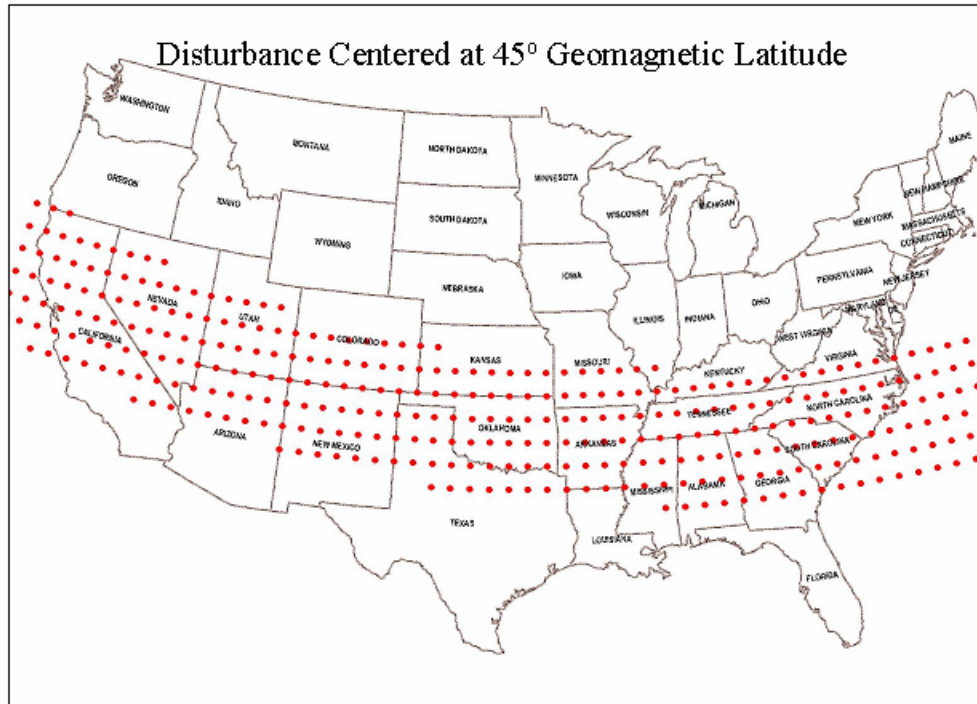 Disturbance Centered at 45° Geomagnetic Latitude
WASHINGTON
MONTANA
NORTH DAKOTA
MINNESOTA
MAINE
OREGON
IDAHO
SOUTH DAKOTA
WISCONSIN
MICHIGAN
NEW HAMPSHIRE
NEW YORK
MASSACHUSETTS
CONNECTICUT
WYOMING
IOWA
PENNSYLVANIA
NEW JERSEY
NEBRASKA
ILLINOIS
INDIANA
OHIO
MARYLAND
DE
NEVADA
UTAH
COLORADO
KANSAS
MISSOURI
WEST VIRGINIA
VIRGINIA
KENTUCKY
CALIFORNIA
TENNESSEE
NORTH CAROLINA
ARIZONA
NEW MEXICO
OKLAHOMA
ARKANSAS
SOUTH CAROLINA
MISSISSIPPI
ALABAMA
GEORGIA
TEXAS
LOUISIANA
FLORIDA